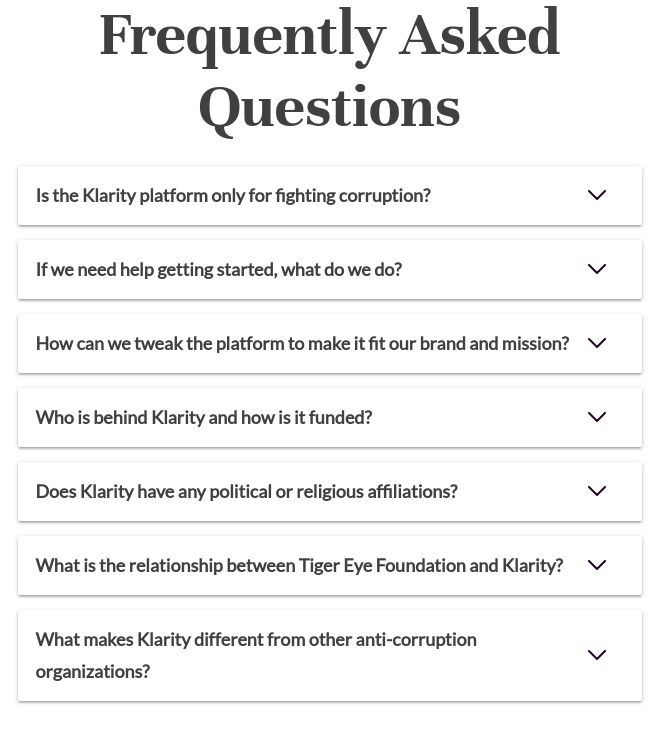 Frequently Asked
Questions
Is the Klarity platform only for fighting corruption?
If we need help getting started, what do we do?
How can we tweak the platform to make it fit our brand and mission?
Who is behind Klarity and how is it funded?
Does Klarity have any political or religious affiliations?
What is the relationship between Tiger Eye Foundation and Klarity?
What makes Klarity different from other anti-corruption
organizations?